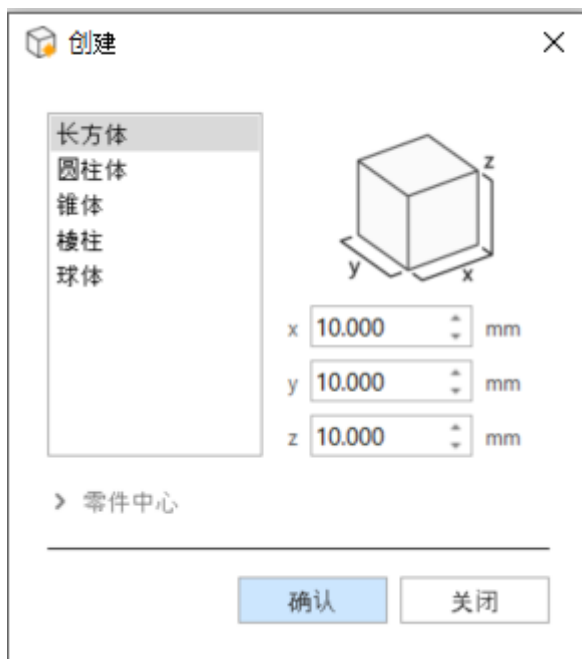 创建
长方体
圆柱体
锥体
棱柱
球体
z
y
x
x 10.000 mm
y 10.000 mm
z 10.000 mm
零件中心
确认
关闭